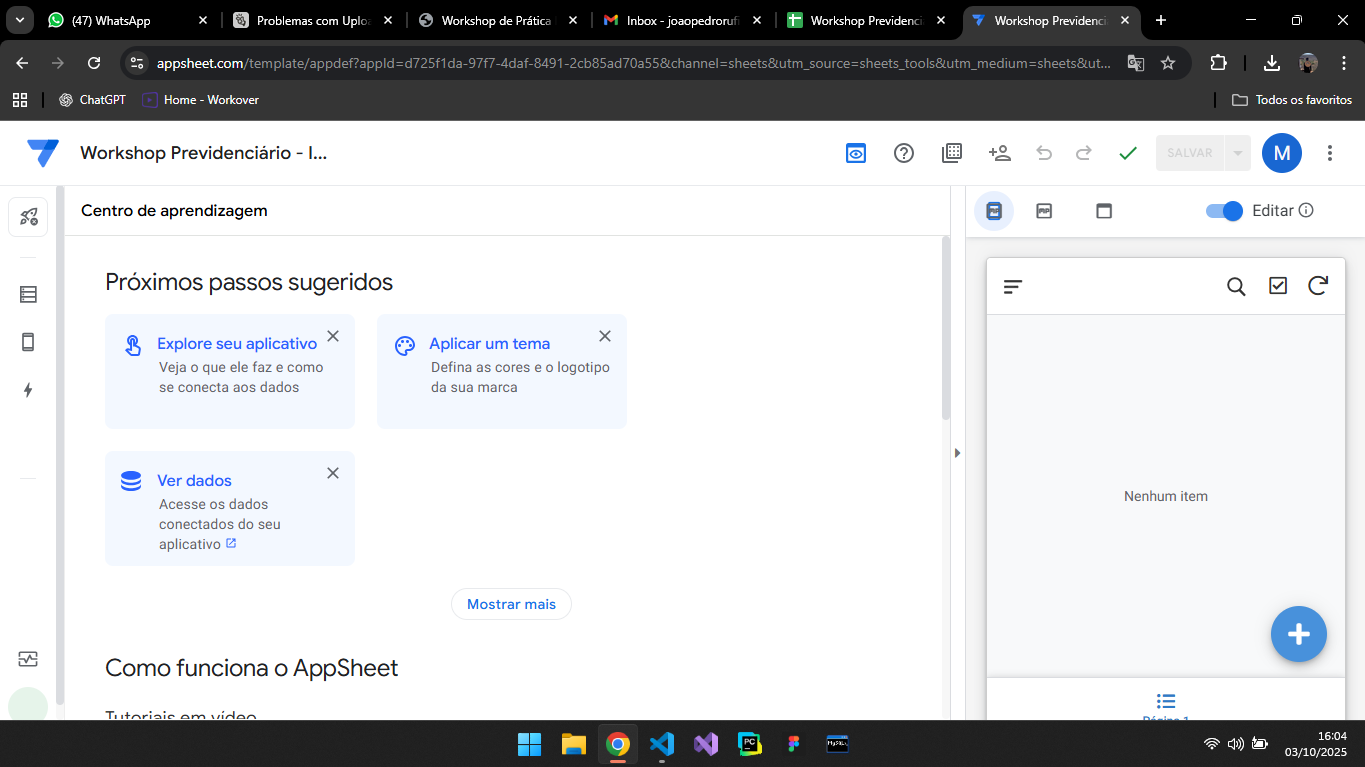 (47) WhatsApp
Problemas com Uplo
Workshop de Prática
Inbox - joaopedrorufi
Workshop Previdenci
Workshop Previdenci
appsheet.com/template/appdef?appId=d725f1da-97f7-4daf-8491-2cb85ad70a55&channel=sheets&utm_source=sheets_tools&utm_medium=sheets&ut...
ChatGPT
Home - Workover
Todos os favoritos
Workshop Previdenciário - I...
SALVAR
M
Centro de aprendizagem
Editar
Próximos passos sugeridos
Explore seu aplicativo
Veja o que ele faz e como
se conecta aos dados
Aplicar um tema
Defina as cores e o logotipo
da sua marca
Ver dados
Acesse os dados
conectados do seu
aplicativo
Mostrar mais
Como funciona o AppSheet
Tutoriais em vídeo
Nenhum item
Página 1
PC
MySQL
16:04
03/10/2025